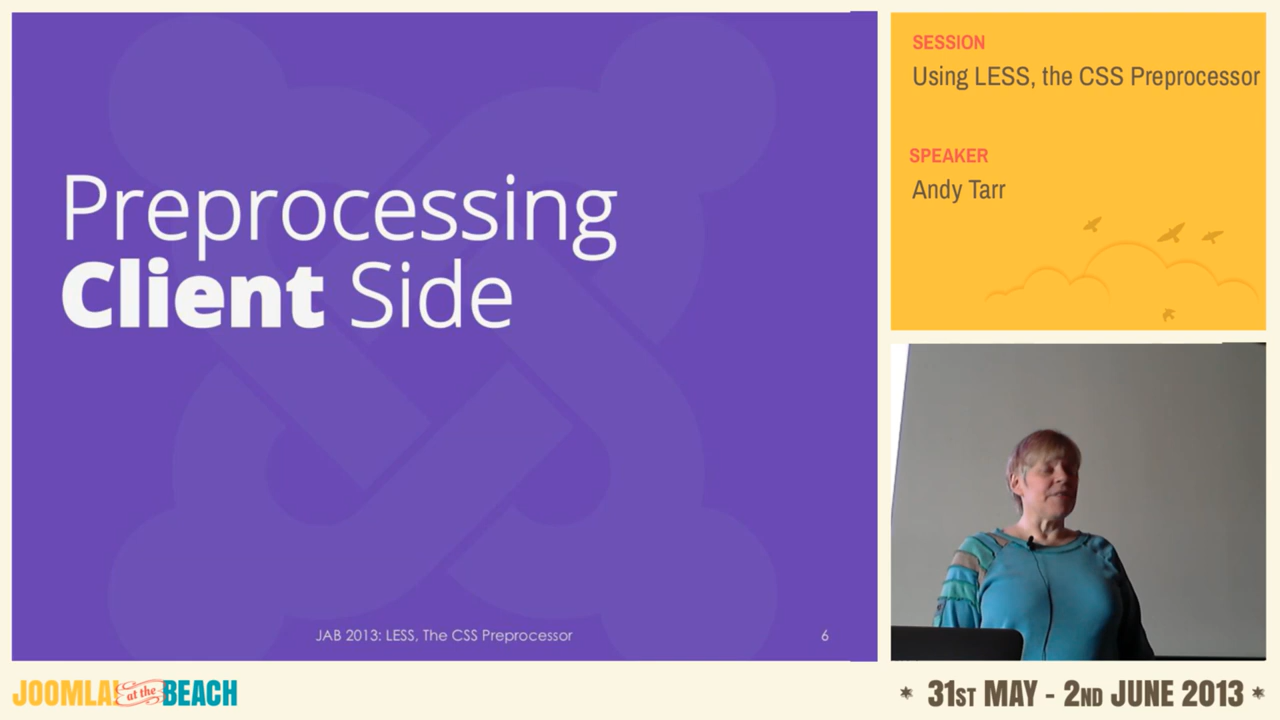 Preprocessing
Client Side
JAB 2013: LESS, The CSS Preprocessor
6
SESSION
Using LESS, the CSS Preprocessor
SPEAKER
Andy Tarr
JOOMLA! at the BEACH
* 31ST MAY - 2ND JUNE 2013 *